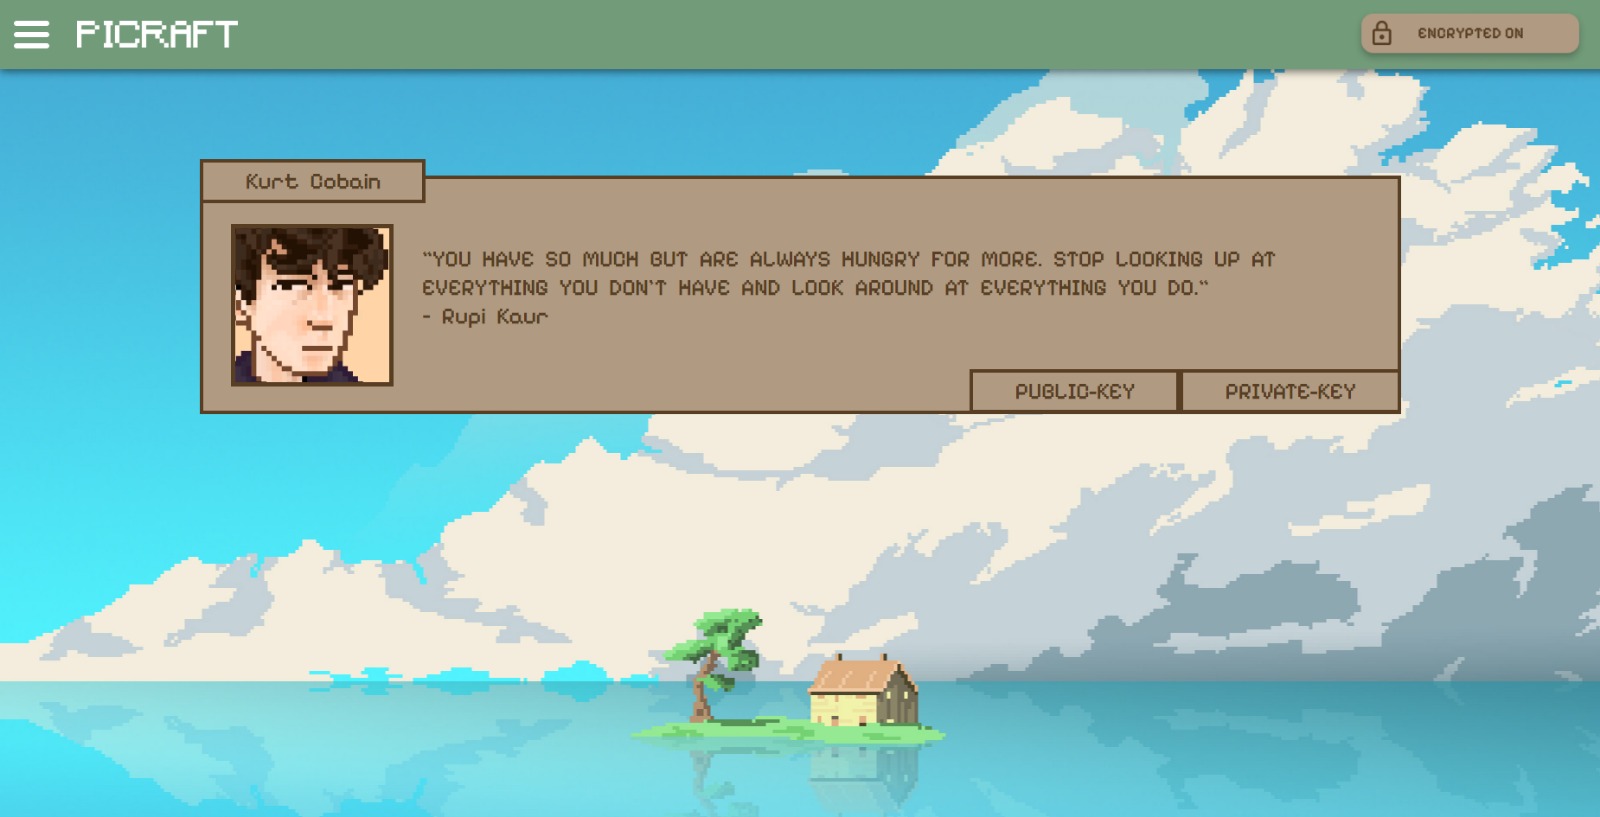 PICRAFT
ENCRYPTED ON
Kurt Cobain
"YOU HAVE SO MUCH BUT ARE ALWAYS HUNGRY FOR MORE. STOP LOOKING UP AT
EVERYTHING YOU DON'T HAVE AND LOOK AROUND AT EVERYTHING YOU DO."
- Rupi Kaur
PUBLIC-KEY
PRIVATE-KEY